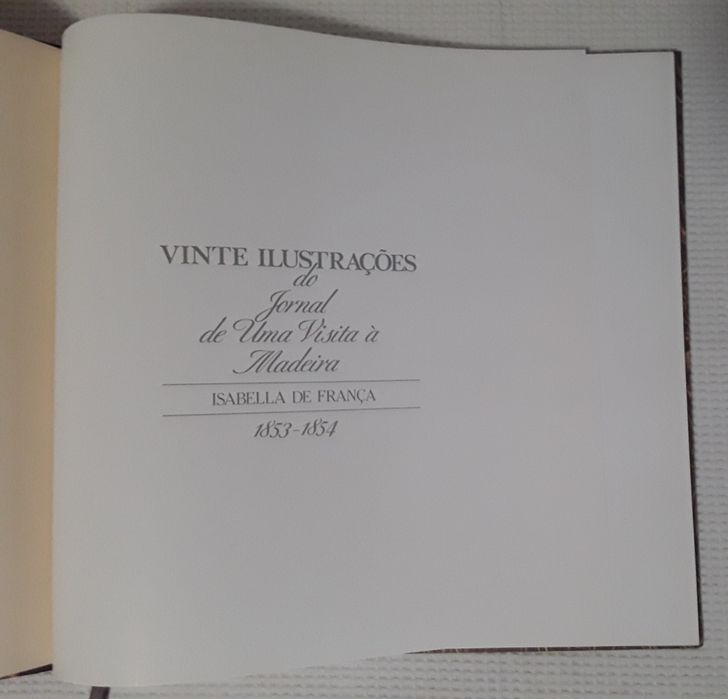 VINTE ILUSTRAÇÕES
do
Jornal
de Uma Visita à
Madeira
ISABELLA DE FRANÇA
1853-1854